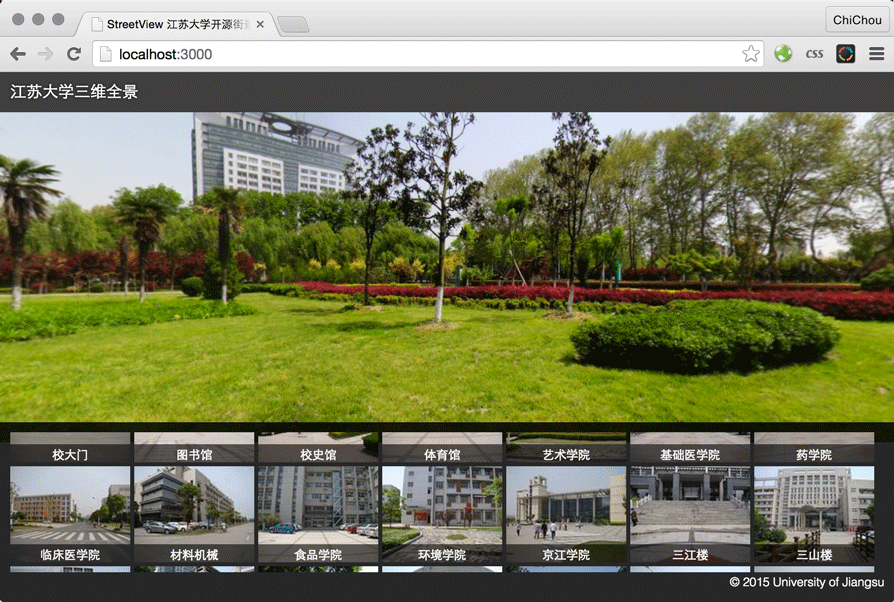 StreetView 江苏大学开源街
ChiChou
localhost:3000
CSS
江苏大学三维全景
校大门 图书馆 校史馆 体育馆 艺术学院 基础医学院 药学院
临床医学院 材料机械 食品学院 环境学院 京江学院 三江楼 三山楼
© 2015 University of Jiangsu